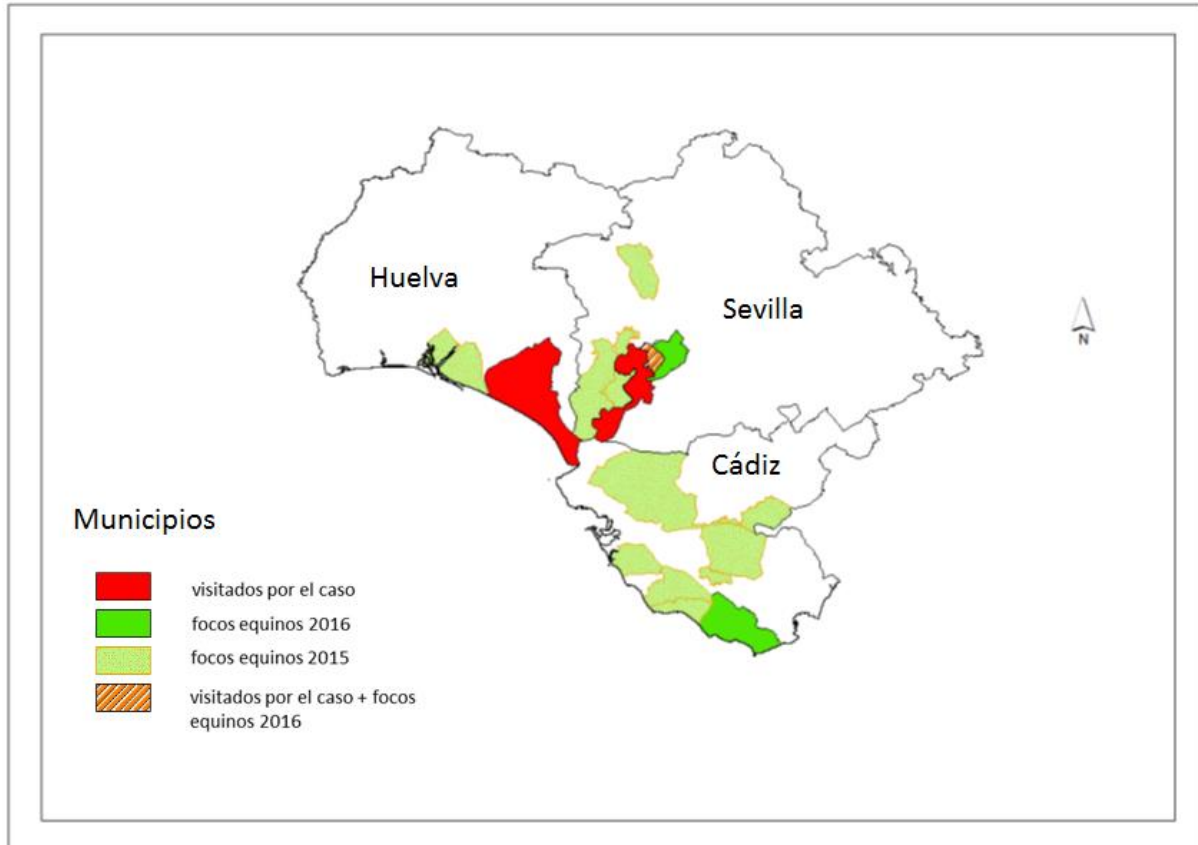 Huelva
Sevilla
N
Cádiz
Municipios
visitados por el caso
focos equinos 2016
focos equinos 2015
visitados por el caso + focos
equinos 2016